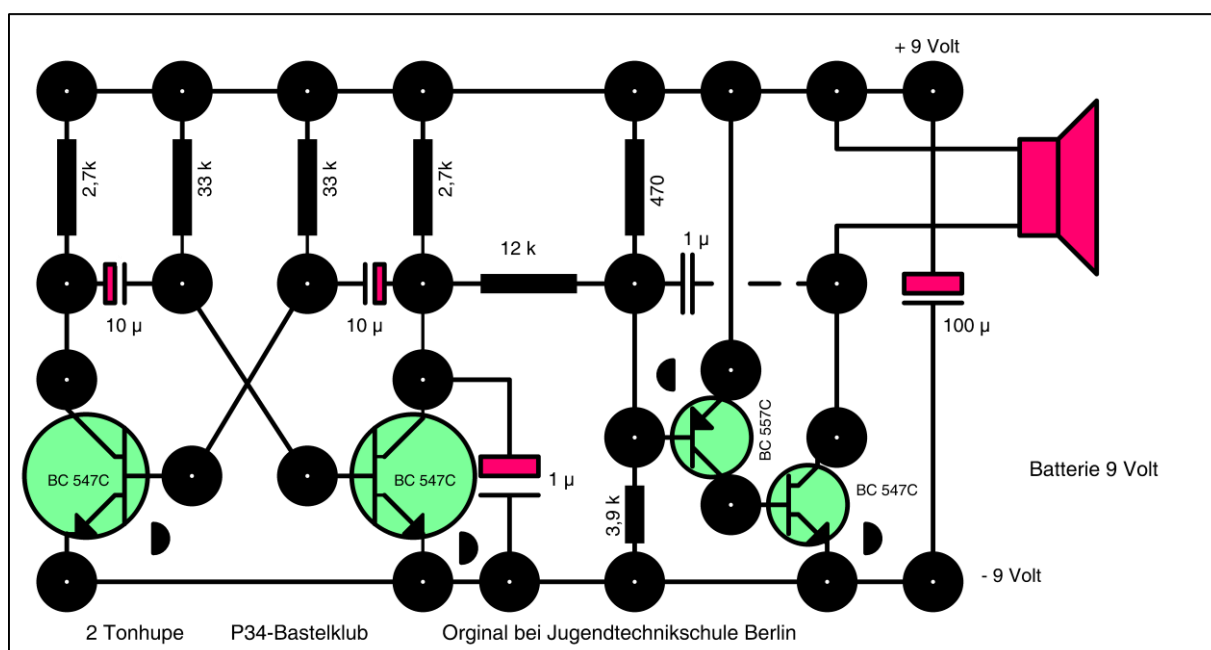 + 9 Volt
2,7k
33 k
33 k
2,7k
470
12 k
1 µ
10 µ
10 µ
100 µ
BC 547C
BC 547C
1 µ
3,9 k
BC 557C
BC 547C
Batterie 9 Volt
- 9 Volt
2 Tonhupe P34-Bastelklub Orginal bei Jugendtechnikschule Berlin